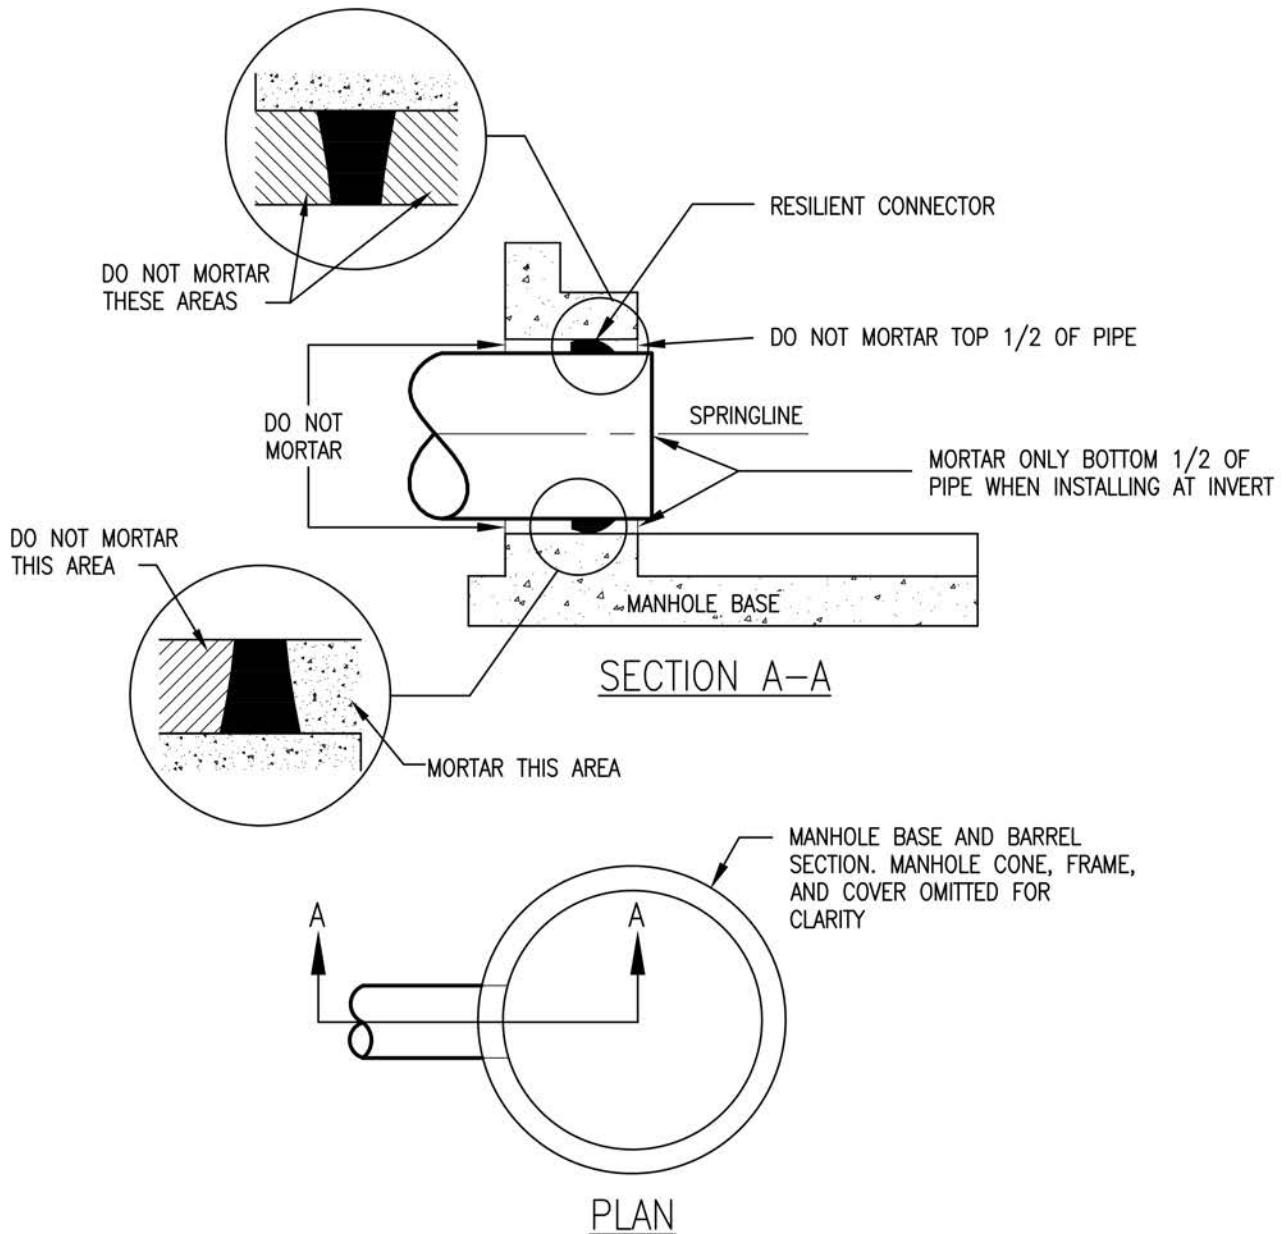 RESILIENT CONNECTOR
DO NOT MORTAR
THESE AREAS
DO NOT MORTAR TOP 1/2 OF PIPE
SPRINGLINE
DO NOT
MORTAR
MORTAR ONLY BOTTOM 1/2 OF
PIPE WHEN INSTALLING AT INVERT
DO NOT MORTAR
THIS AREA
MANHOLE BASE
SECTION A-A
MORTAR THIS AREA
MANHOLE BASE AND BARREL
SECTION. MANHOLE CONE, FRAME,
AND COVER OMITTED FOR
CLARITY
A
A
PLAN